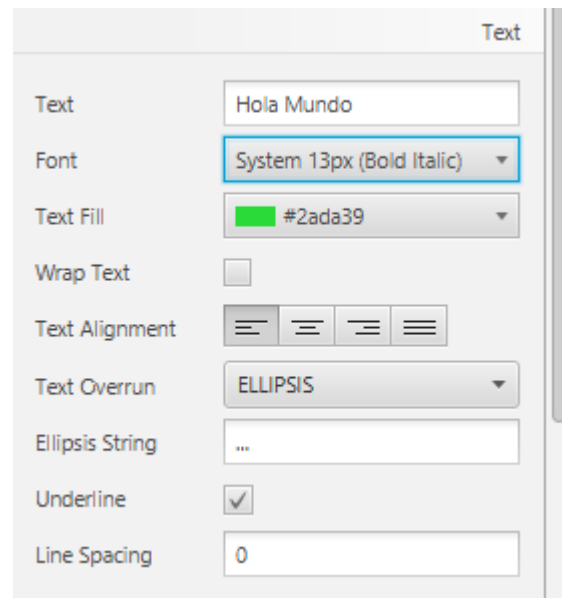 Text
Text Hola Mundo
Font System 13px (Bold Italic)
Text Fill #2ada39
Wrap Text
Text Alignment
Text Overrun ELLIPSIS
Ellipsis String ...
Underline
Line Spacing 0